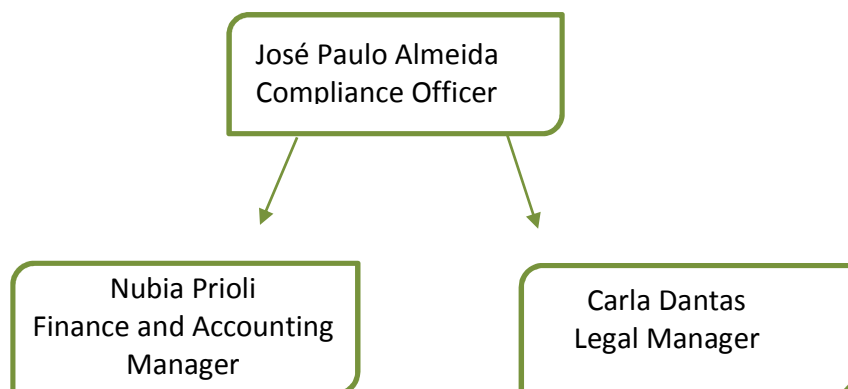 José Paulo Almeida
Compliance Officer
Nubia Prioli
Finance and Accounting
Manager
Carla Dantas
Legal Manager